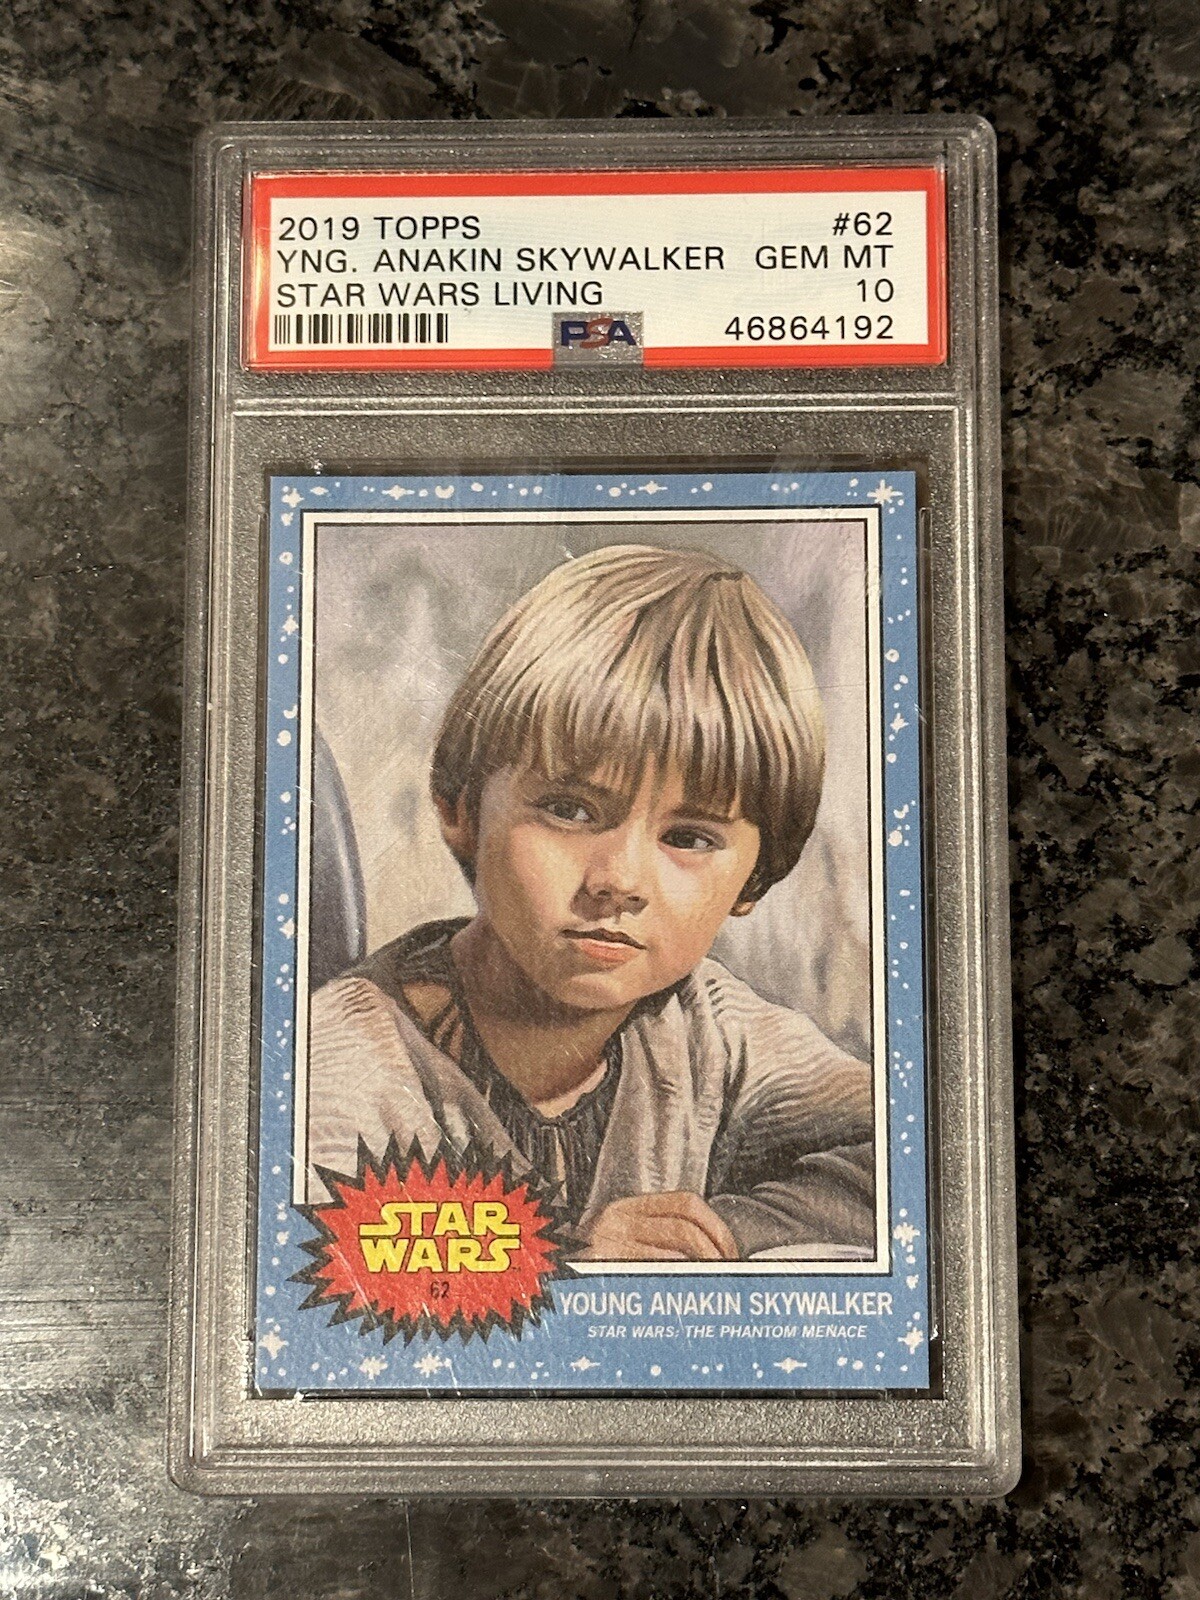 2019 TOPPS #62
YNG. ANAKIN SKYWALKER GEM MT
STAR WARS LIVING 10
PSA 46864192
STAR
WARS
62
YOUNG ANAKIN SKYWALKER
STAR WARS: THE PHANTOM MENACE